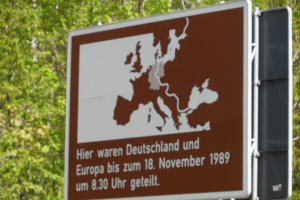 Hier waren Deutschland und
Europa bis zum 18. November 1989
um 8.30 Uhr geteilt.